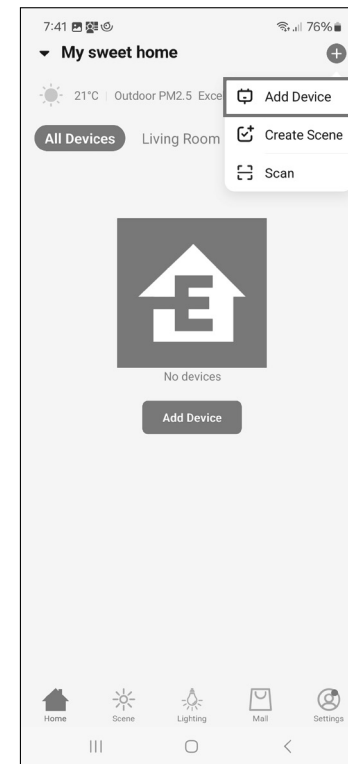 7:41
76%
My sweet home
21°C | Outdoor PM2.5 Exce
Add Device
All Devices Living Room
Create Scene
Scan
E
No devices
Add Device
Home Scene Lighting Mall Settings